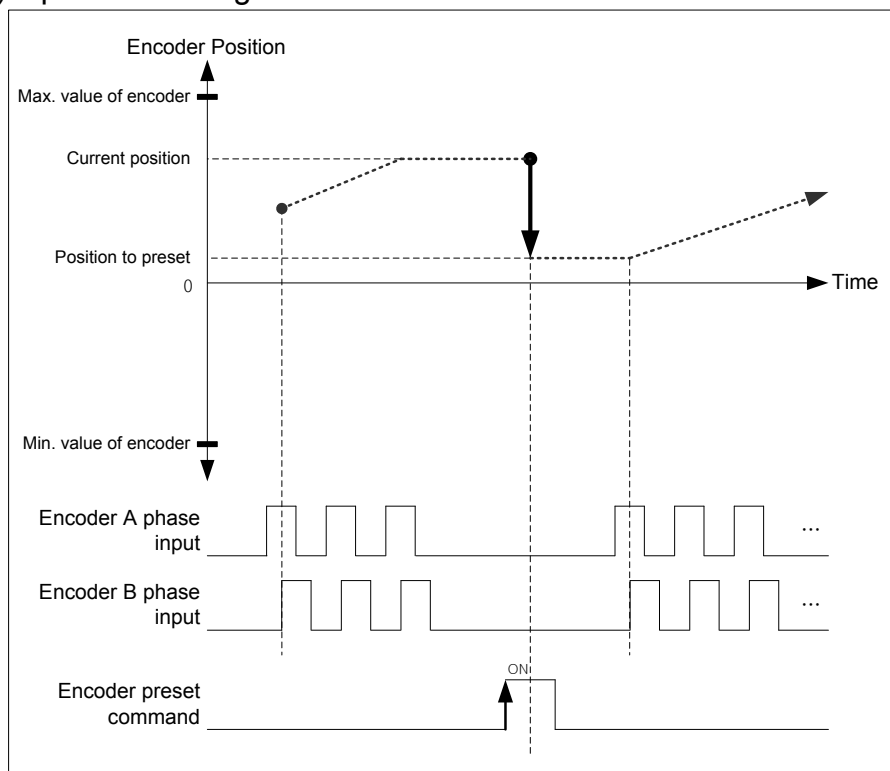 Encoder Position
Max. value of encoder
Current position
Position to preset
0
Time
Min. value of encoder
Encoder A phase
input
...
Encoder B phase
input
...
ON
Encoder preset
command